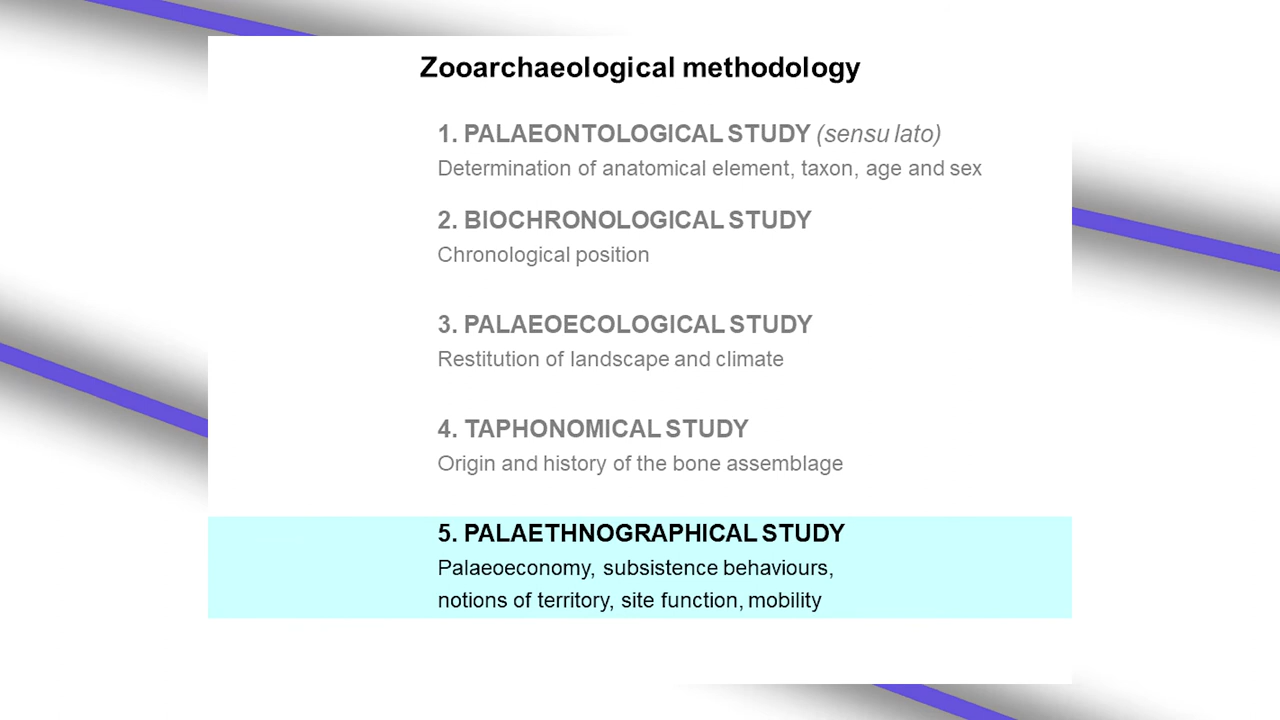 Zooarchaeological methodology
1. PALAEONTOLOGICAL STUDY (sensu lato)
Determination of anatomical element, taxon, age and sex
2. BIOCHRONOLOGICAL STUDY
Chronological position
3. PALAEOECOLOGICAL STUDY
Restitution of landscape and climate
4. TAPHONOMICAL STUDY
Origin and history of the bone assemblage
5. PALAETHNOGRAPHICAL STUDY
Palaeoeconomy, subsistence behaviours,
notions of territory, site function, mobility